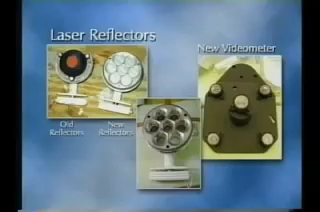 Laser Reflectors
New Videometer
Old
Reflectors
New
Reflectors